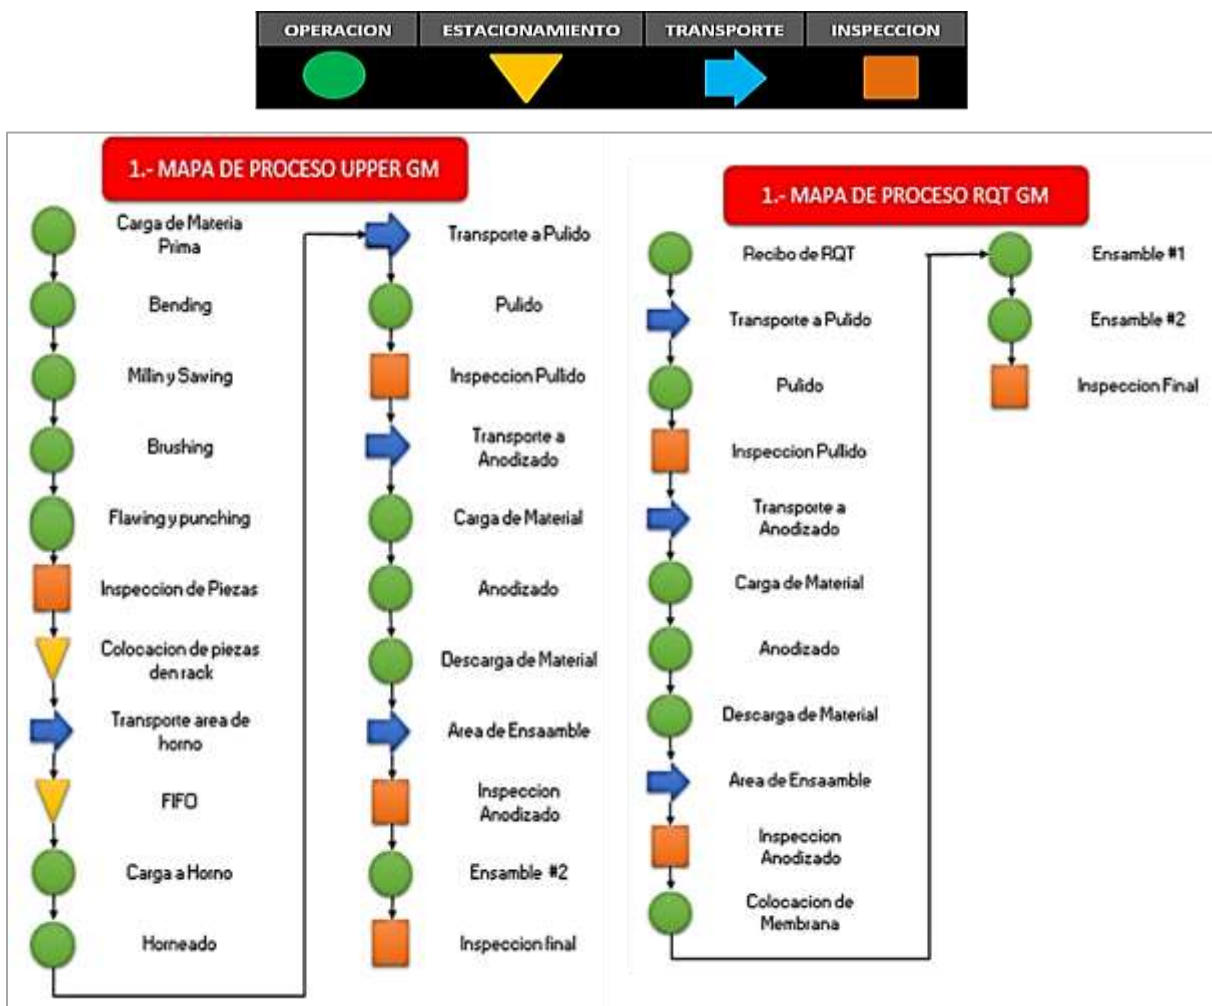 OPERACION ESTACIONAMIENTO TRANSPORTE INSPECCION
1.- MAPA DE PROCESO UPPER GM
Carga de Materia
Prima
Bending
Millin y Saving
Brushing
Flaving y punching
Inspeccion de Piezas
Colocacion de piezas
den rack
Transporte area de
horno
FIFO
Carga a Horno
Horneado
Transporte a Pulido
Pulido
Inspeccion Pullido
Transporte a
Anodizado
Carga de Material
Anodizado
Descarga de Material
Area de Ensaamble
Inspeccion
Anodizado
Ensamble #2
Inspeccion final
1.- MAPA DE PROCESO RQT GM
Recibo de RQT
Transporte a Pulido
Pulido
Inspeccion Pullido
Transporte a
Anodizado
Carga de Material
Anodizado
Descarga de Material
Area de Ensaamble
Inspeccion
Anodizado
Colocacion de
Membrana
Ensamble #1
Ensamble #2
Inspeccion Final